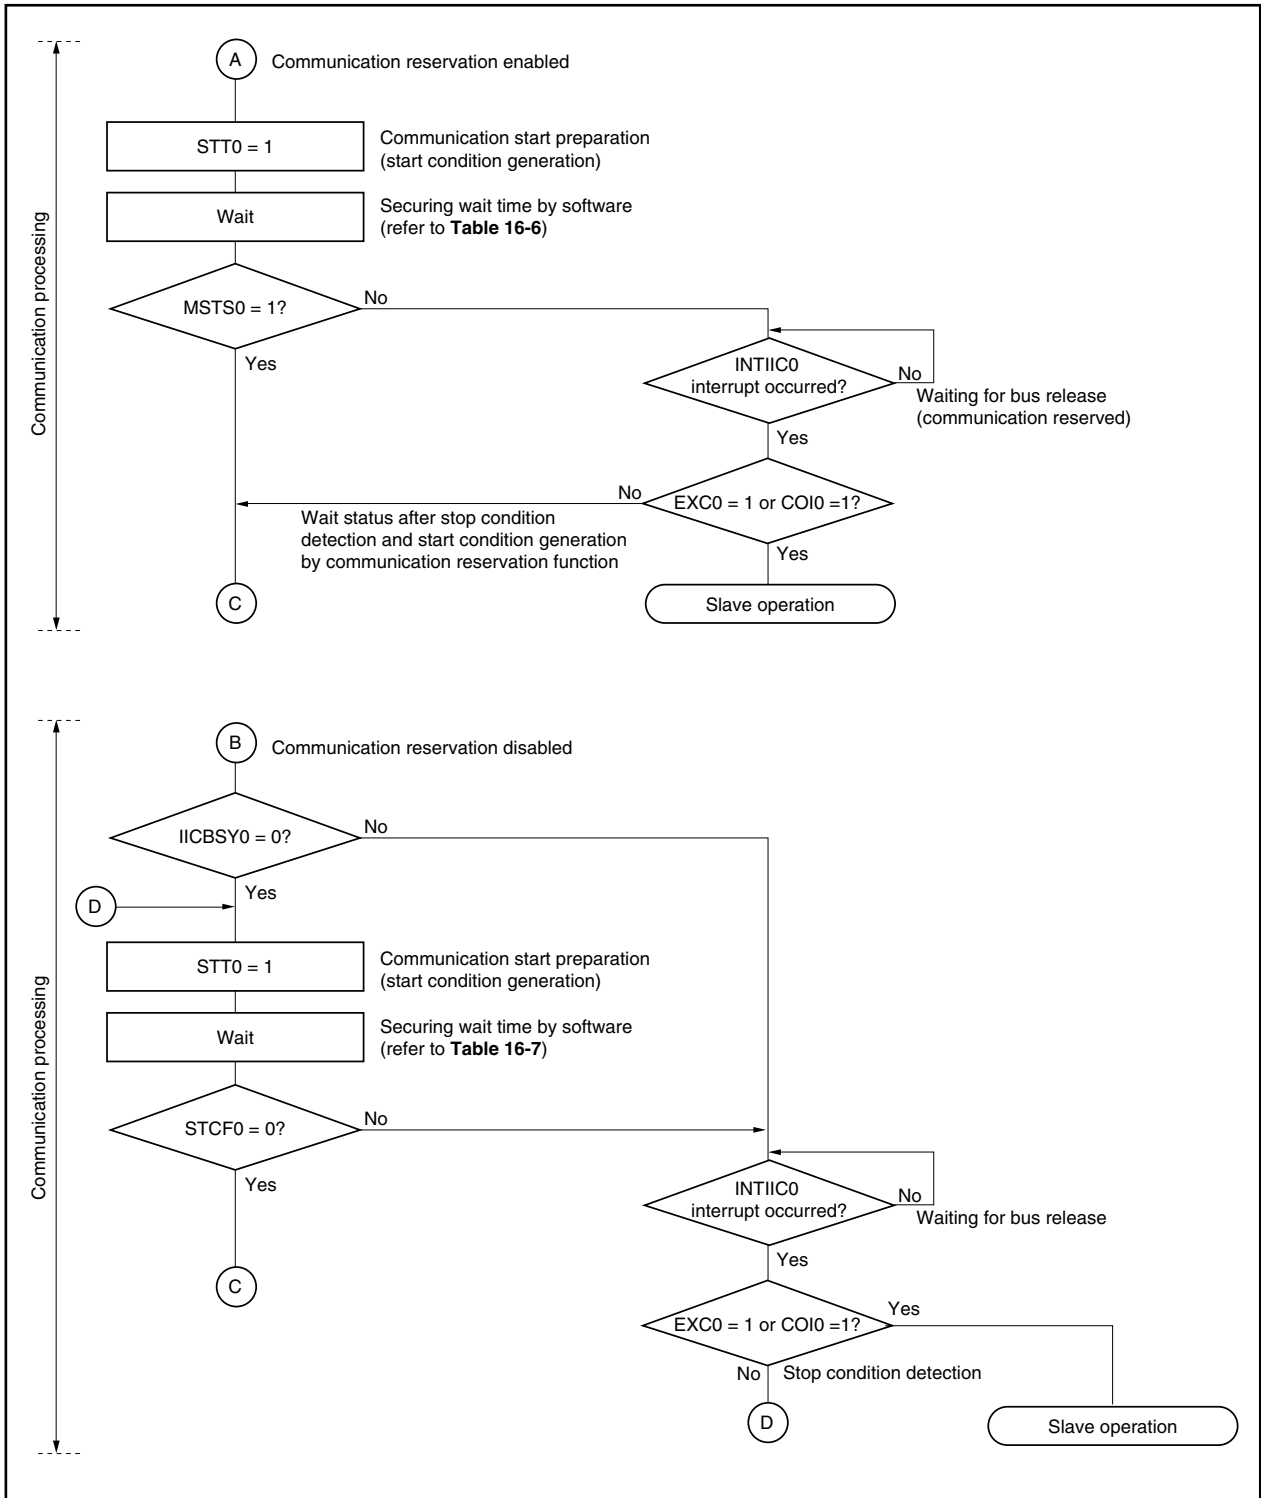 A
Communication reservation enabled
STT0 = 1
Communication start preparation
(start condition generation)
Wait
Securing wait time by software
(refer to Table 16-6)
MSTS0 = 1?
No
Yes
INTIIC0
interrupt occurred?
No
Waiting for bus release
(communication reserved)
Yes
EXC0 = 1 or COI0 =1?
No
Wait status after stop condition
detection and start condition generation
by communication reservation function
Yes
C
Slave operation
Communication processing
B
Communication reservation disabled
IICBSY0 = 0?
No
Yes
D
STT0 = 1
Communication start preparation
(start condition generation)
Wait
Securing wait time by software
(refer to Table 16-7)
STCF0 = 0?
No
Yes
INTIIC0
interrupt occurred?
No
Waiting for bus release
Yes
C
EXC0 = 1 or COI0 =1?
Yes
No
Stop condition detection
D
Slave operation
Communication processing